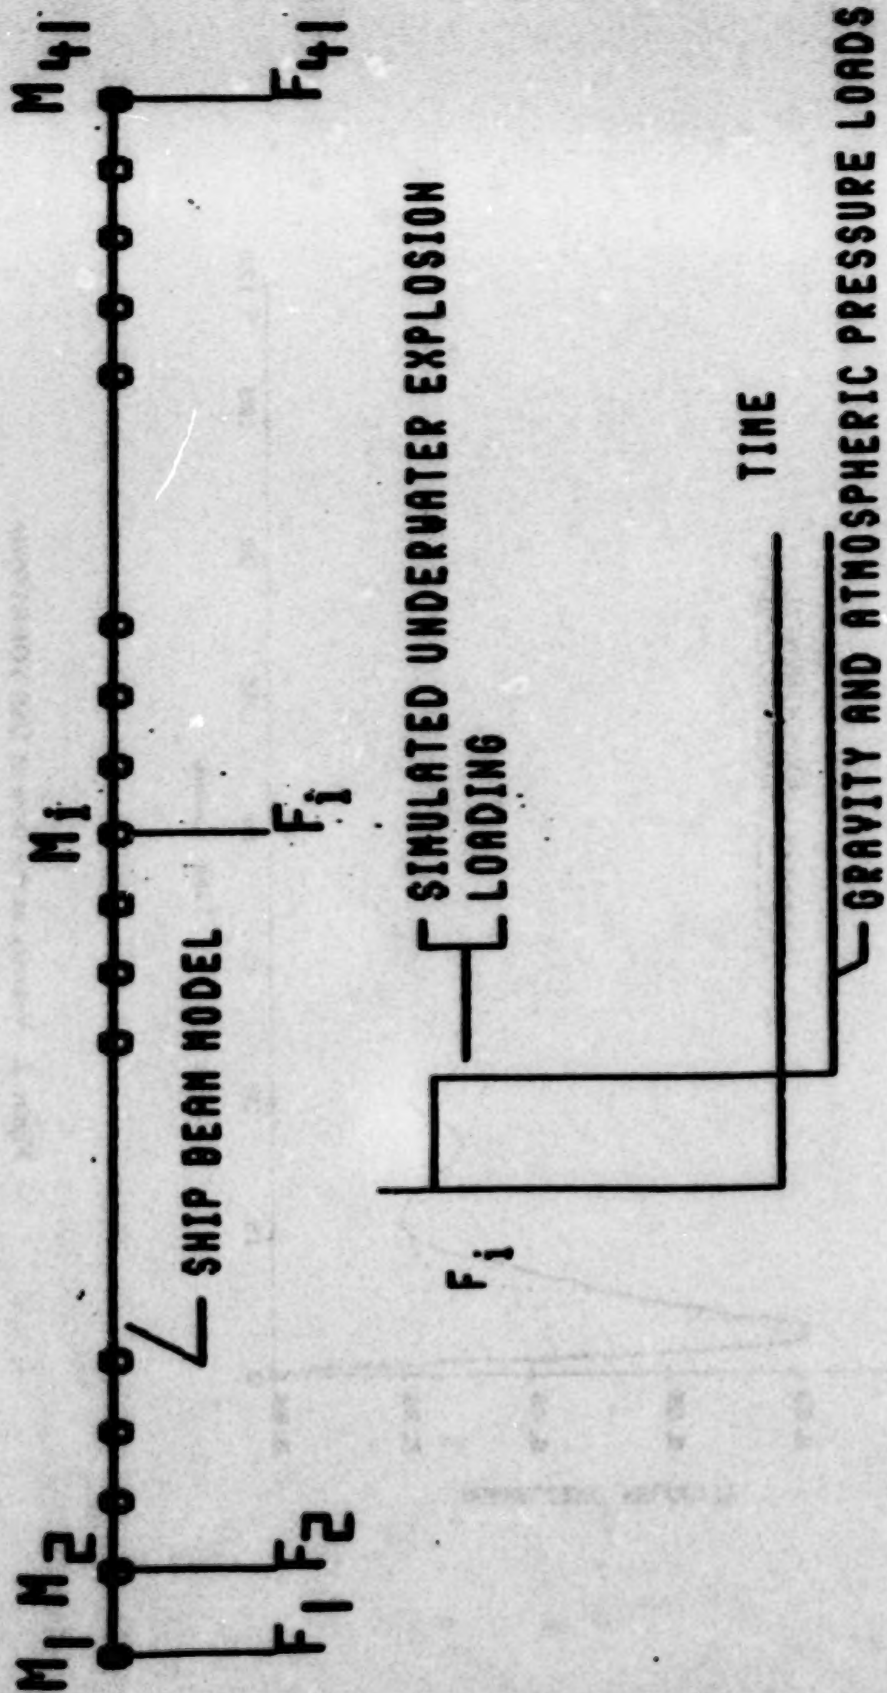 M1 M2 Mi M41
F1 F2 Fi F41
SHIP BEAM MODEL
SIMULATED UNDERWATER EXPLOSION
LOADING
Fi
TIME
GRAVITY AND ATMOSPHERIC PRESSURE LOADS